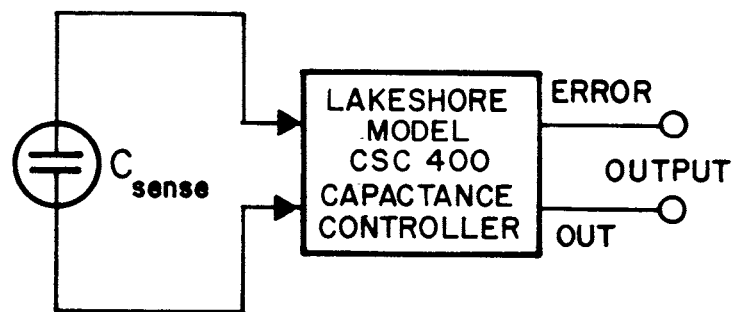 C sense
LAKESHORE
MODEL
CSC 400
CAPACTANCE
CONTROLLER
ERROR
OUTPUT
OUT